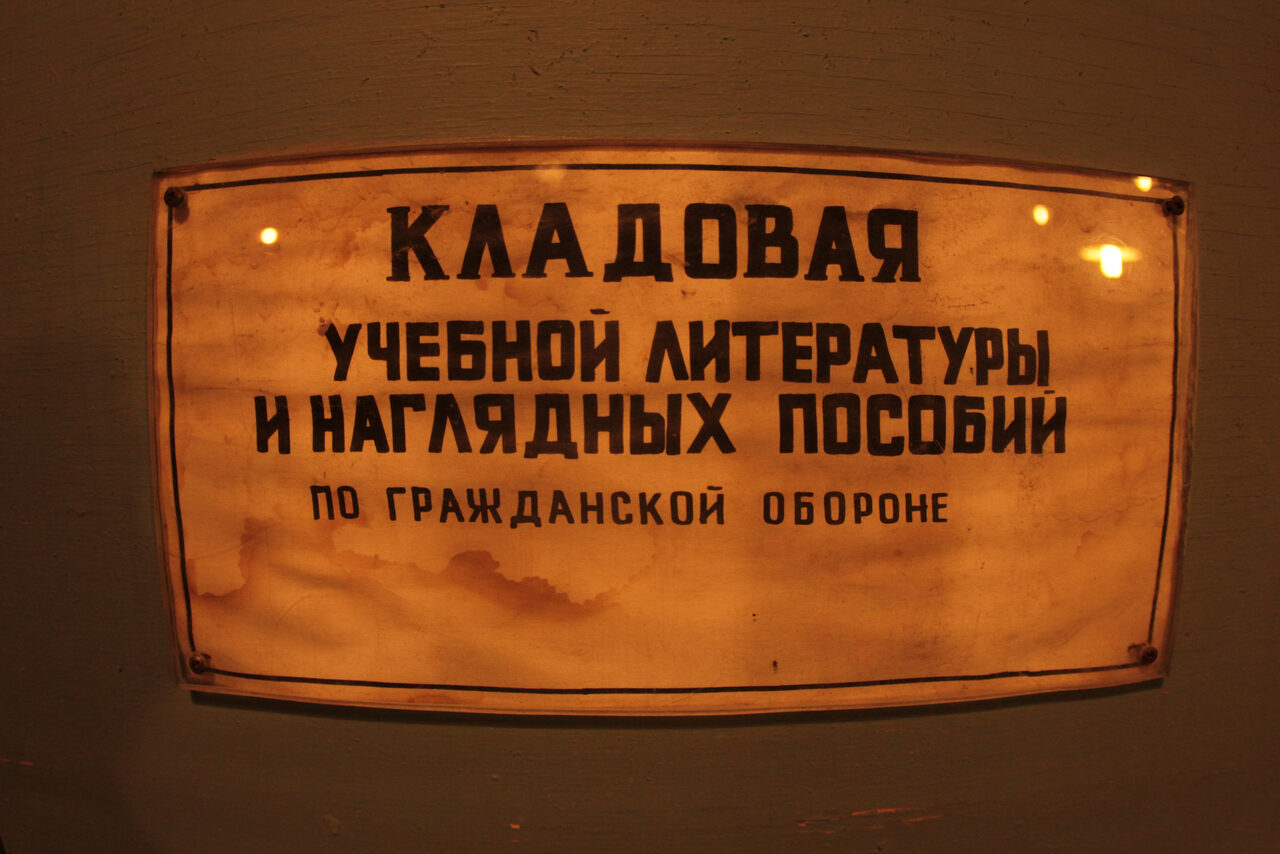 КЛАДОВАЯ
УЧЕБНОЙ ЛИТЕРАТУРЫ
И НАГЛЯДНЫХ ПОСОБИЙ
ПО ГРАЖДАНСКОЙ ОБОРОНЕ